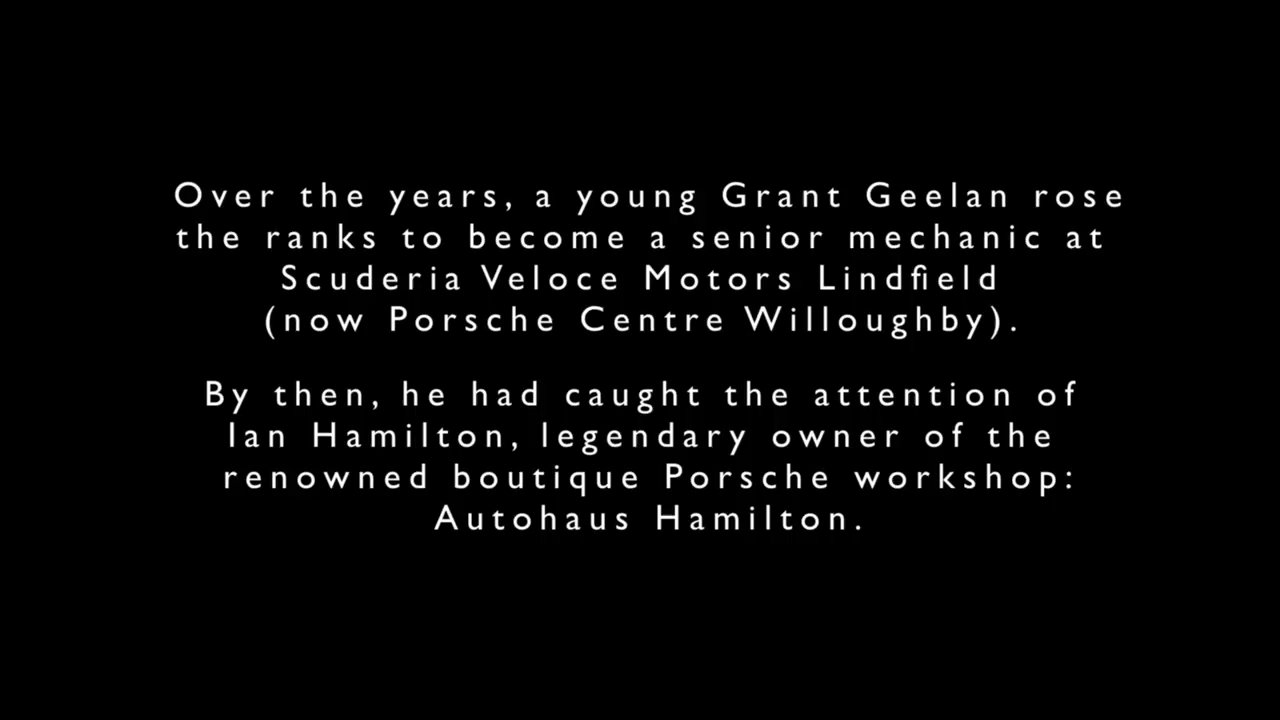 Over the years, a young Grant Geelan rose
the ranks to become a senior mechanic at
Scuderia Veloce Motors Lindfield
(now Porsche Centre Willoughby).
By then, he had caught the attention of
Ian Hamilton, legendary owner of the
renowned boutique Porsche workshop:
Autohaus Hamilton.